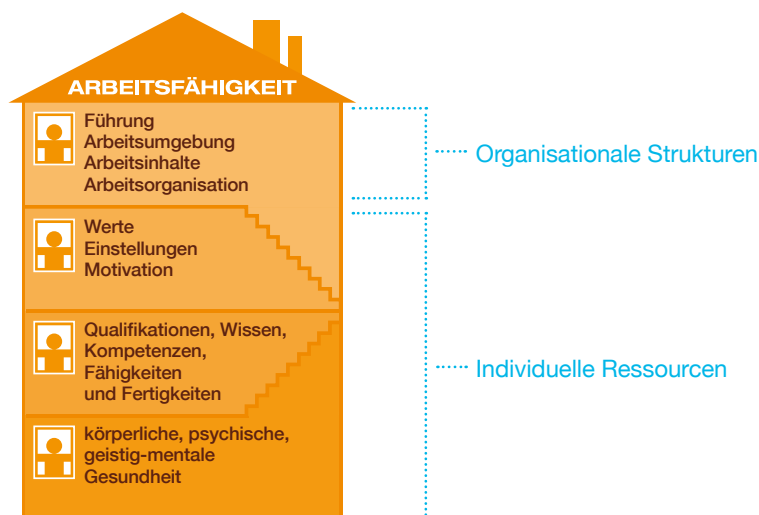 ARBEITSFÄHIGKEIT
Führung
Arbeitsumgebung
Arbeitsinhalte
Arbeitsorganisation
Organisationale Strukturen
Werte
Einstellungen
Motivation
Qualifikationen, Wissen,
Kompetenzen,
Fähigkeiten
und Fertigkeiten
Individuelle Ressourcen
körperliche, psychische,
geistig-mentale
Gesundheit